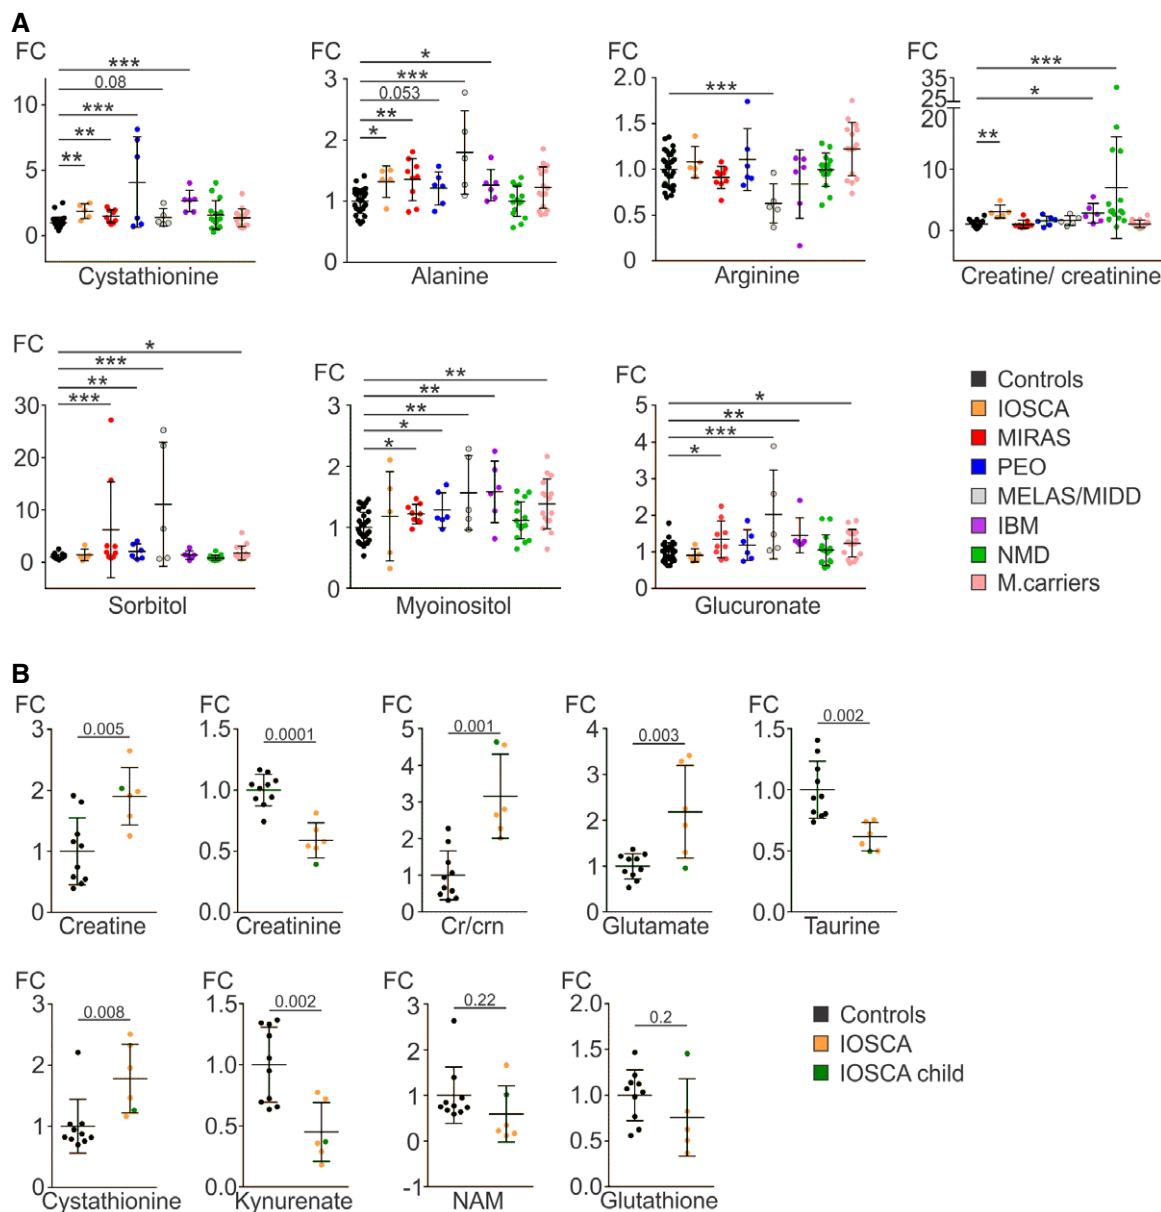 A
FC
10
5
0
***
0.08
***
**
**
Cystathionine
FC
3
2
1
0
*
***
0.053
**
*
Alanine
FC
2.0
1.5
1.0
0.5
0
***
Arginine
FC
35
25
20
10
0
***
*
**
Creatine/ creatinine
FC
30
20
10
0
*
***
**
***
Sorbitol
FC
3
2
1
0
**
**
**
*
*
Myoinositol
FC
5
4
3
2
1
0
*
**
***
*
Glucuronate
Controls
IOSCA
MIRAS
PEO
MELAS/MIDD
IBM
NMD
M.carriers
B
FC
3
2
1
0
0.005
Creatine
FC
1.5
1.0
0.5
0.0
0.0001
Creatinine
FC
5
4
3
2
1
0
0.001
Cr/crn
FC
4
3
2
1
0
0.003
Glutamate
FC
1.5
1.0
0.5
0.0
0.002
Taurine
FC
3
2
1
0
0.008
Cystathionine
FC
1.5
1.0
0.5
0.0
0.002
Kynurenate
FC
3
2
1
0
-1
0.22
NAM
FC
2.0
1.5
1.0
0.5
0.0
0.2
Glutathione
Controls
IOSCA
IOSCA child